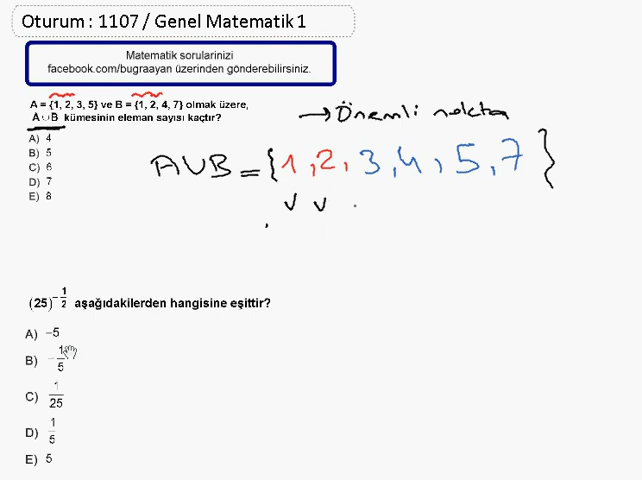 Oturum : 1107 / Genel Matematik 1
Matematik sorularinizi
facebook.com/bugraayan üzerinden gönderebilirsiniz.
A = {1, 2, 3, 5} ve B = {1, 2, 4, 7} olmak üzere,
A ∪ B kümesinin eleman sayısı kaçtır?
A) 4
B) 5
C) 6
D) 7
E) 8
→ Önemli nokta
A∪B = {1, 2, 3, 4, 5, 7}
(25)^-1/2 aşağıdakilerden hangisine eşittir?
A) -5
B) -1/5
C) 1/25
D) 1/5
E) 5